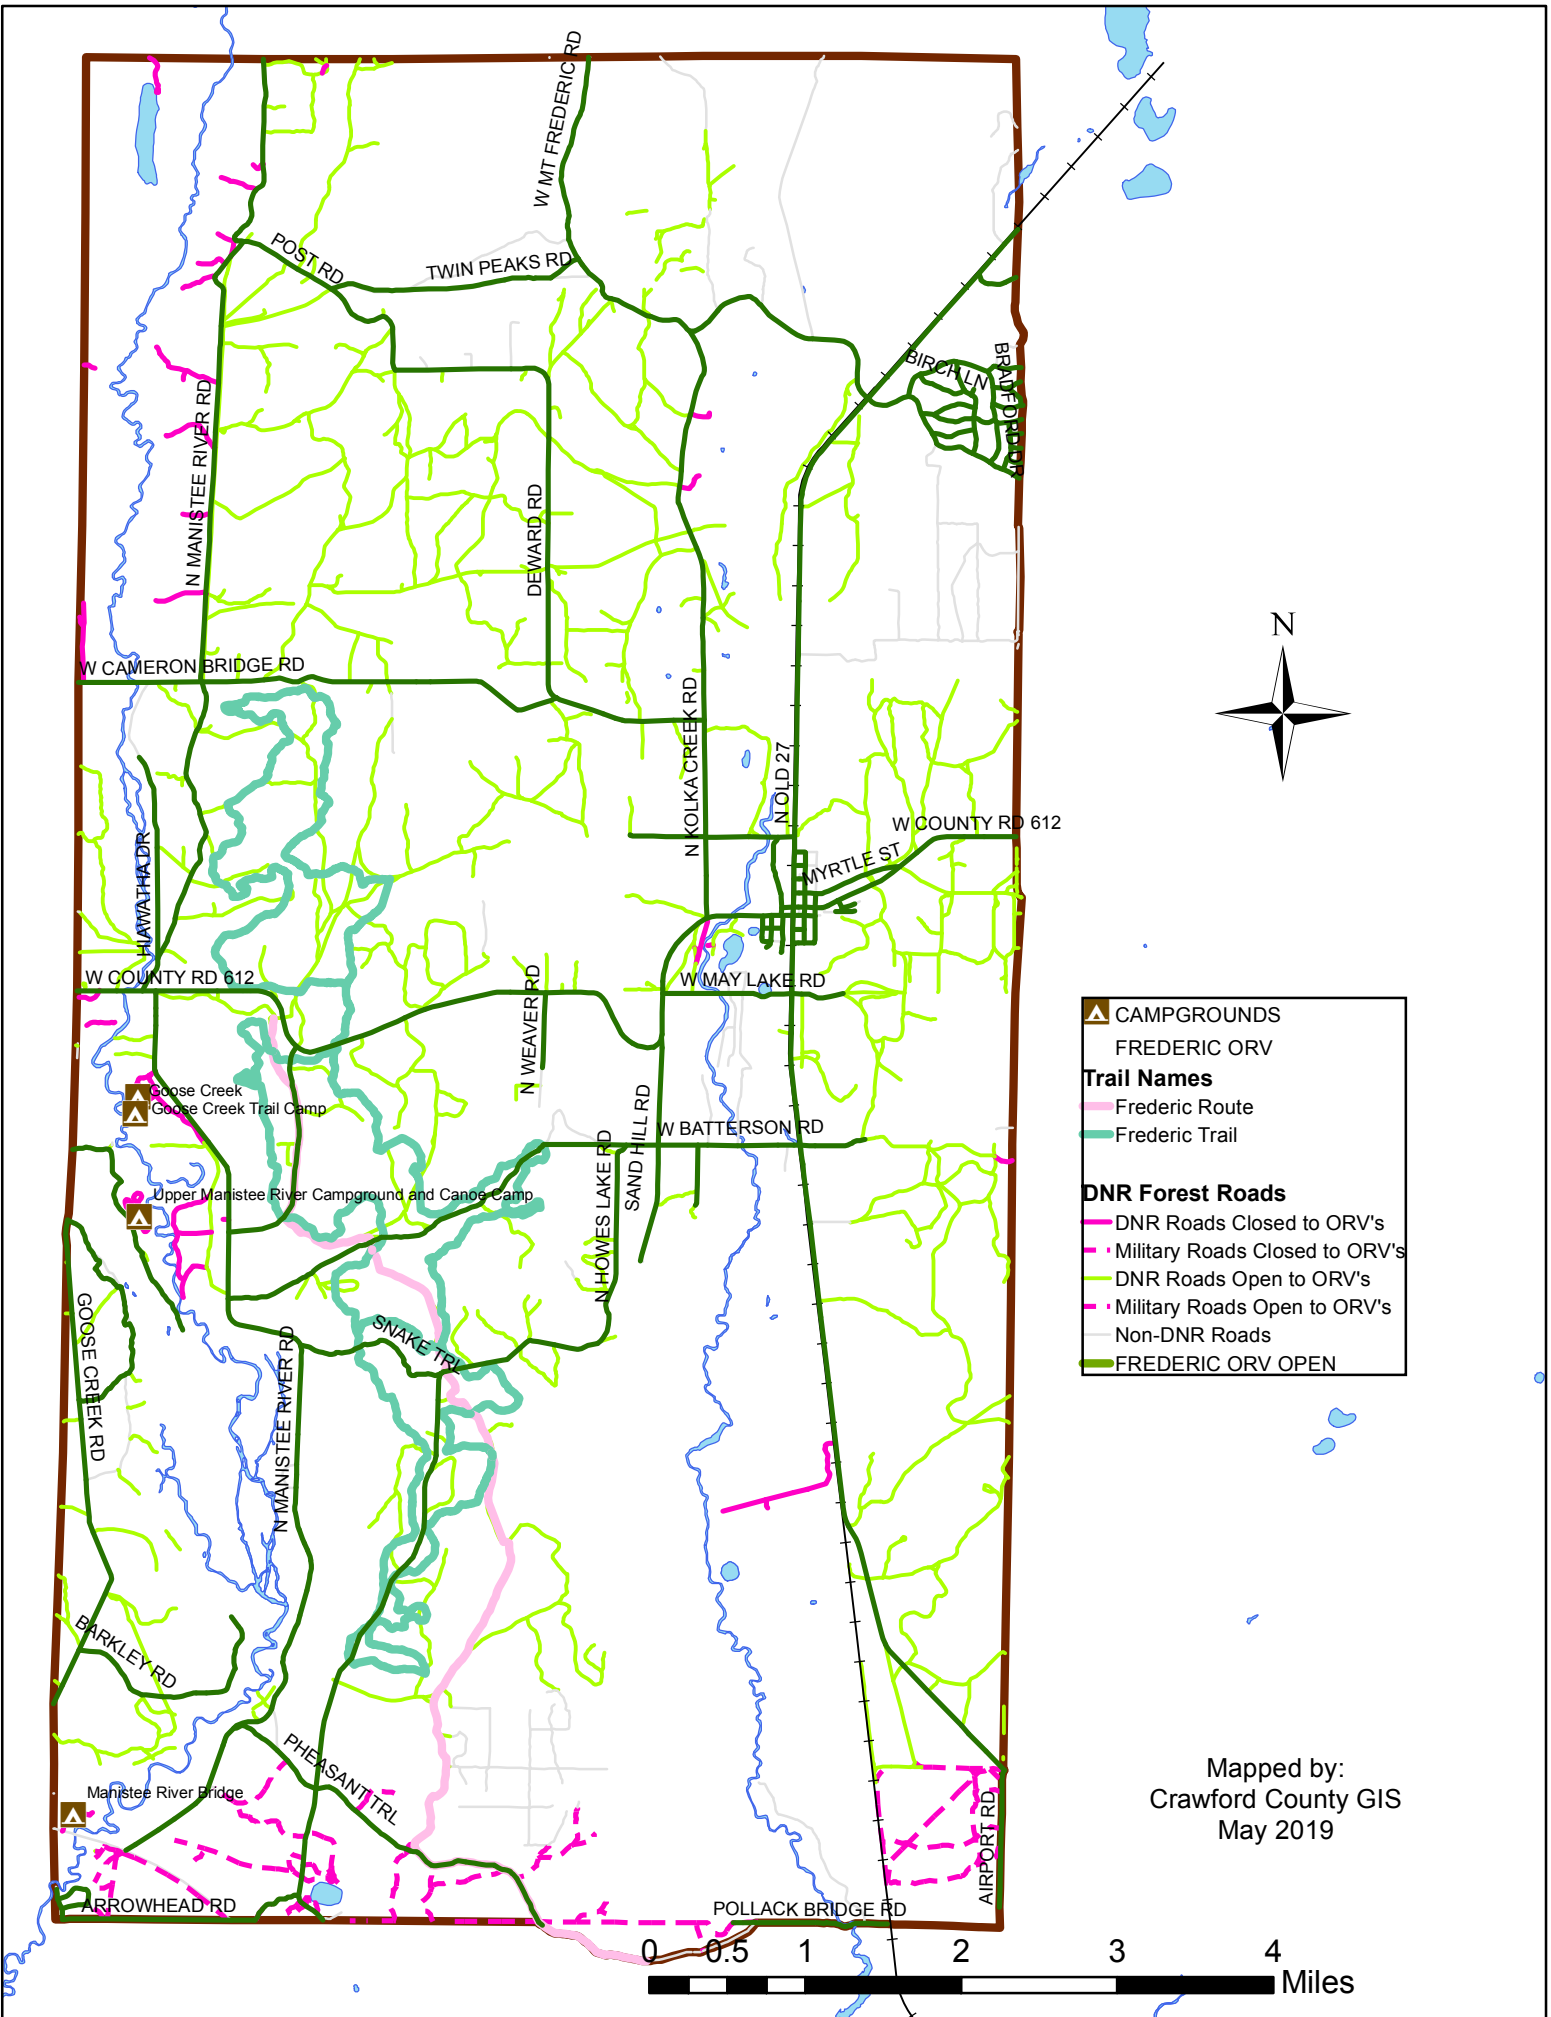 W MT FREDERIC RD
POST RD
TWIN PEAKS RD
BIRCH LN
BRADFORD DR
N MANISTEE RIVER RD
DEWARD RD
N
W CAMERON BRIDGE RD
N KOLKA CREEK RD
N OLD 27
W COUNTY RD 612
MYRTLE ST
HIAWATHA DR
W COUNTY RD 612
W MAY LAKE RD
N WEAVER RD
Goose Creek
Goose Creek Trail Camp
SAND HILL RD
W BATTERSON RD
N HOWES LAKE RD
Upper Manistee River Campground and Canoe Camp
GOOSE CREEK RD
SNAKE TRL
N MANISTEE RIVER RD
BARKLEY RD
PHEASANT TRL
Manistee River Bridge
AIRPORT RD
ARROWHEAD RD
POLLACK BRIDGE RD
CAMPGROUNDS
FREDERIC ORV
Trail Names
Frederic Route
Frederic Trail
DNR Forest Roads
DNR Roads Closed to ORV's
Military Roads Closed to ORV's
DNR Roads Open to ORV's
Military Roads Open to ORV's
Non-DNR Roads
FREDERIC ORV OPEN
Mapped by:
Crawford County GIS
May 2019
0 0.5 1 2 3 4
Miles